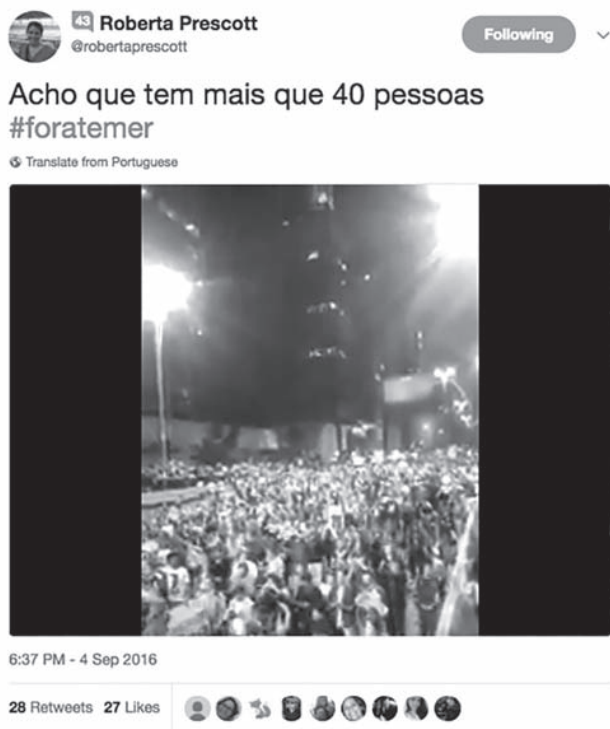 43 Roberta Prescott
@robertaprescott
Following
Acho que tem mais que 40 pessoas
#foratemer
Translate from Portuguese
6:37 PM - 4 Sep 2016
28 Retweets 27 Likes